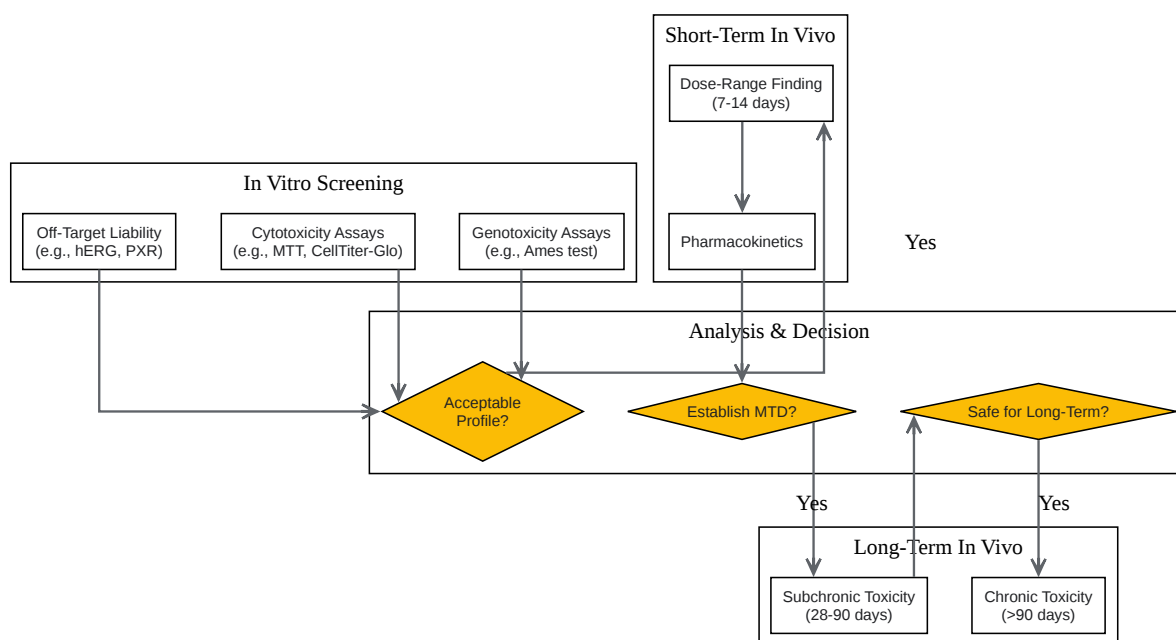 Short-Term In Vivo
Dose-Range Finding
(7-14 days)
In Vitro Screening
Off-Target Liability
(e.g., hERG, PXR)
Cytotoxicity Assays
(e.g., MTT, CellTiter-Glo)
Genotoxicity Assays
(e.g., Ames test)
Pharmacokinetics
Yes
Analysis & Decision
Acceptable
Profile?
Establish MTD?
Safe for Long-Term?
Yes
Yes
Long-Term In Vivo
Subchronic Toxicity
(28-90 days)
Chronic Toxicity
(>90 days)